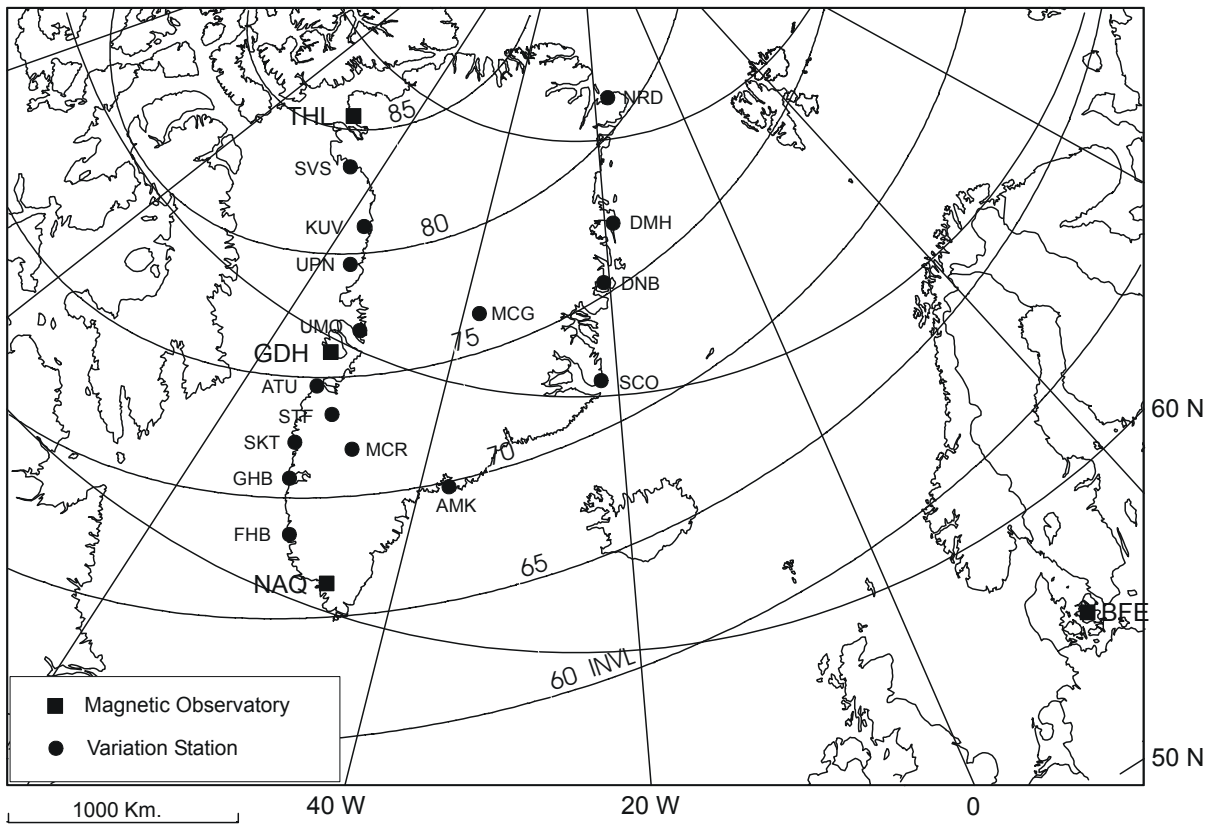 NRD
THL
85
SVS
KUV
80
DMH
UPN
DNB
MCG
UMQ
GDH
75
ATU
SCO
STF
60 N
SKT
MCR
70
GHB
AMK
FHB
65
NAQ
BFE
60 INVL
Magnetic Observatory
Variation Station
50 N
1000 Km.
40 W
20 W
0